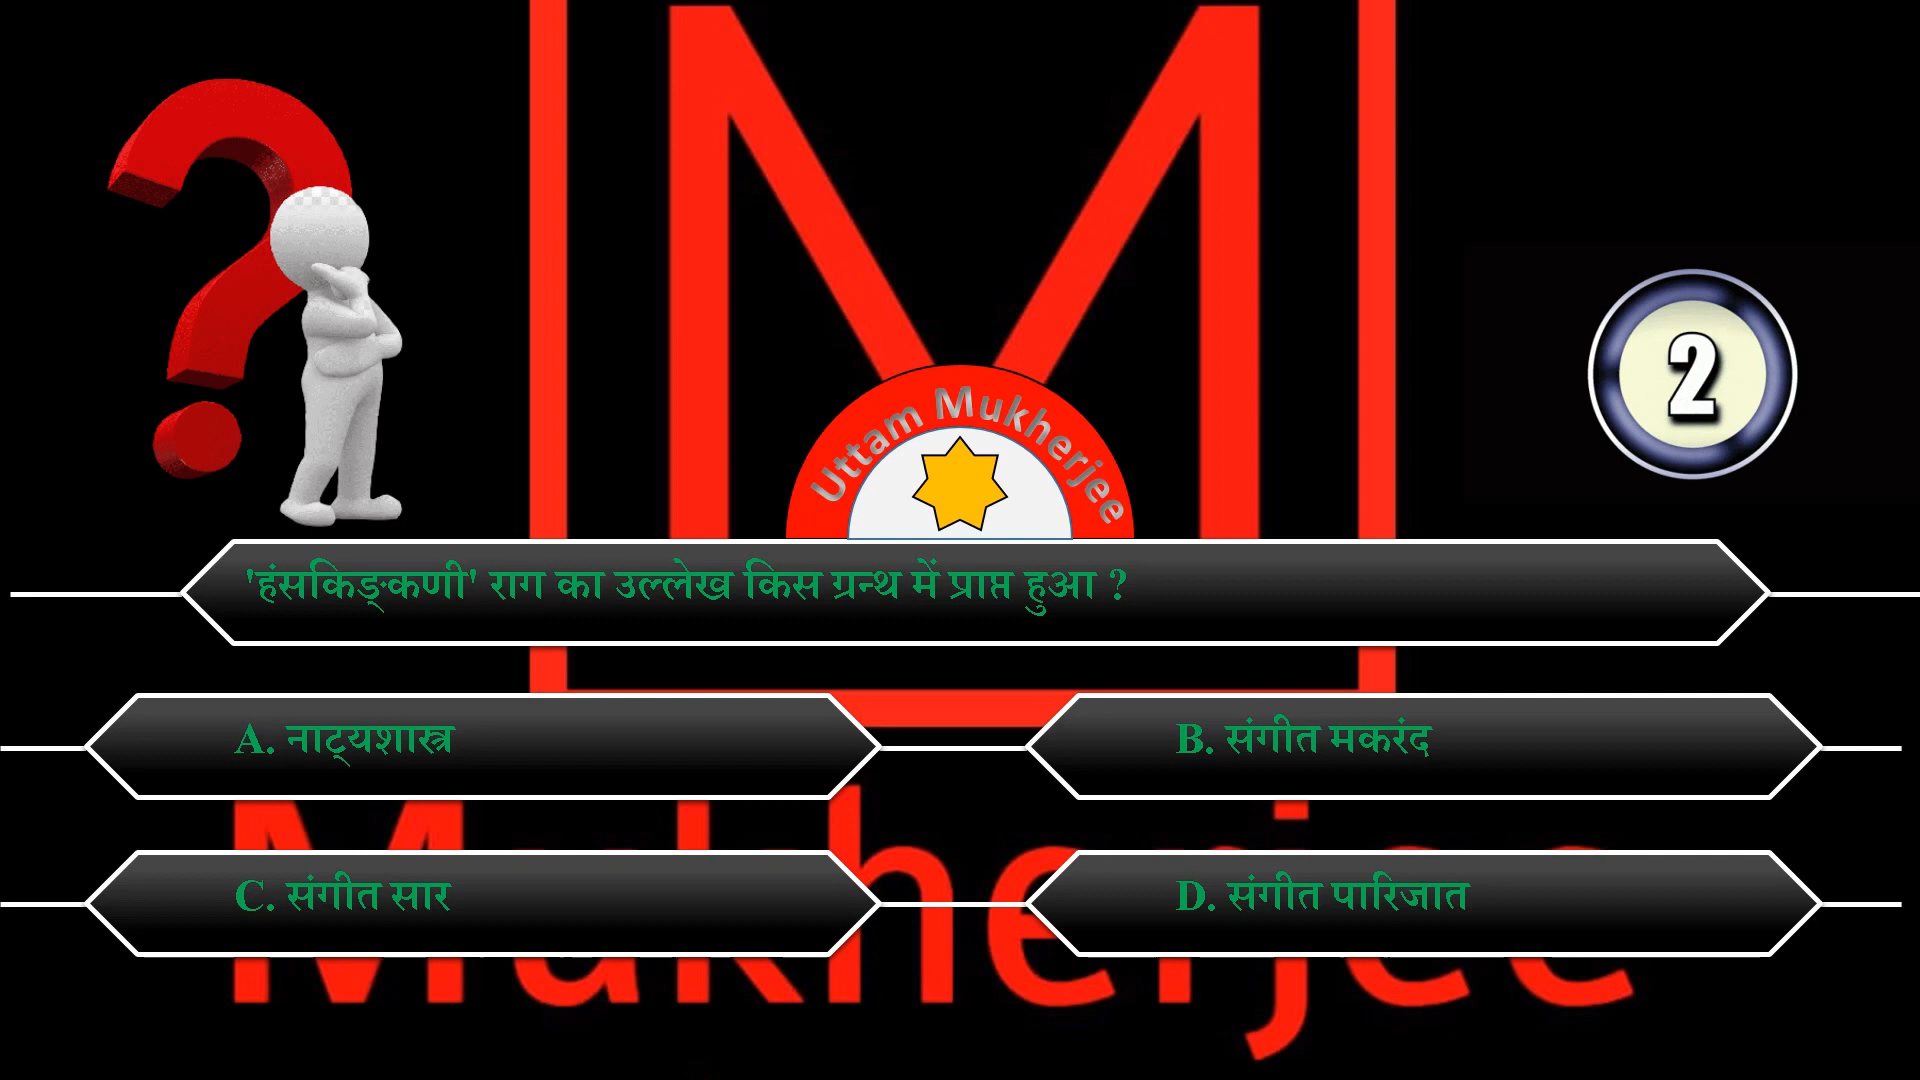 Uttam Mukherjee
2
'हंसकिङ्कणी' राग का उल्लेख किस ग्रन्थ में प्राप्त हुआ ?
A. नाट्यशास्त्र
B. संगीत मकरंद
Mukherjee
C. संगीत सार
D. संगीत पारिजात